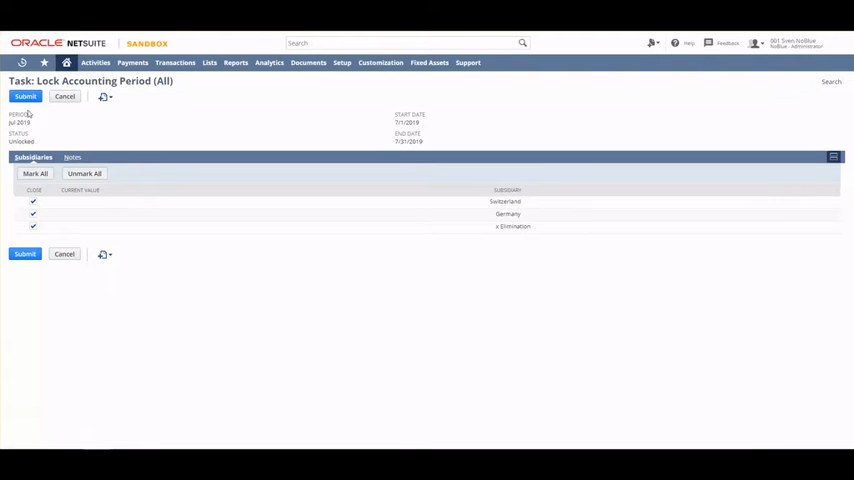 ORACLE NETSUITE SANDBOX Search Help Feedback 001 Sven NoBlue
NoBlue - Administrator
Activities Payments Transactions Lists Reports Analytics Documents Setup Customization Fixed Assets Support
Task: Lock Accounting Period (All) Search
Submit Cancel
PERIOD START DATE
Jul 2019 7/1/2019
STATUS END DATE
Unlocked 7/31/2019
Subsidiaries Notes
Mark All Unmark All
CLOSE CURRENT VALUE SUBSIDIARY
Switzerland
Germany
x Elimination
Submit Cancel